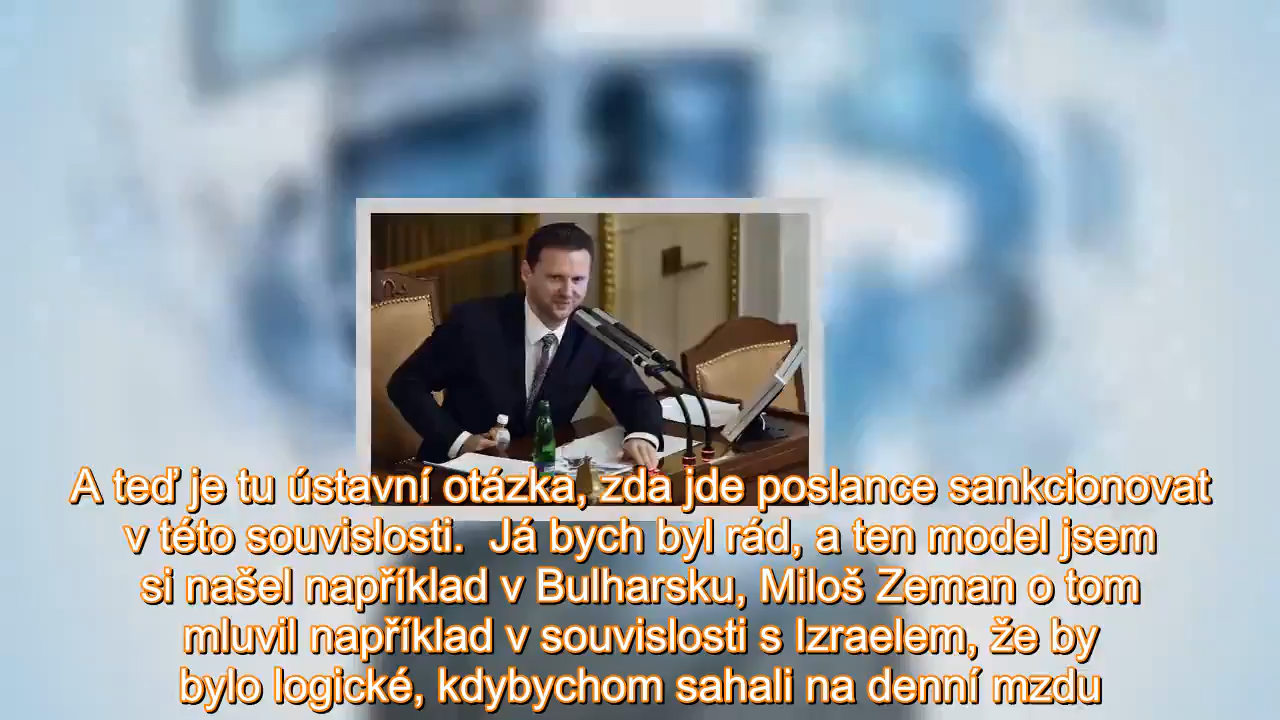 A teď je tu ústavní otázka, zda jde poslance sankcionovat
v této souvislosti.  Já bych byl rád, a ten model jsem
si našel například v Bulharsku, Miloš Zeman o tom
mluvil například v souvislosti s Izraelem, že by
bylo logické, kdybychom sahali na denní mzdu